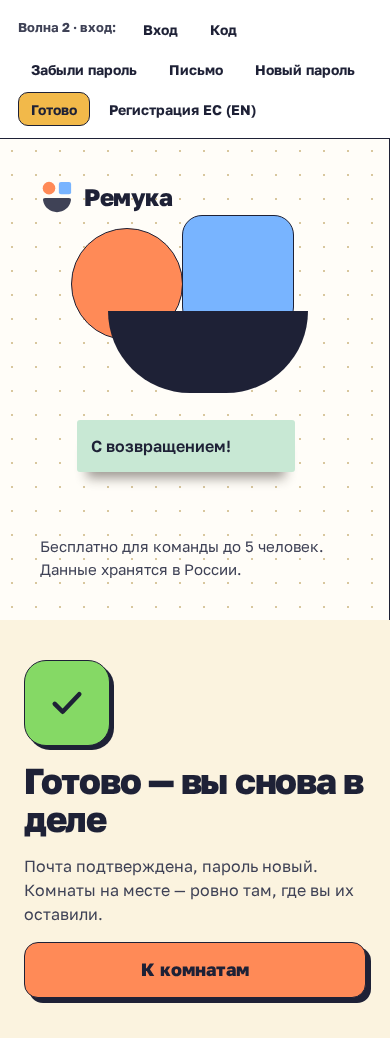 Волна 2 · вход: Вход Код
Забыли пароль Письмо Новый пароль
Готово Регистрация ЕС (EN)
Ремука
С возвращением!
Бесплатно для команды до 5 человек.
Данные хранятся в России.
Готово — вы снова в
деле
Почта подтверждена, пароль новый.
Комнаты на месте — ровно там, где вы их
оставили.
К комнатам